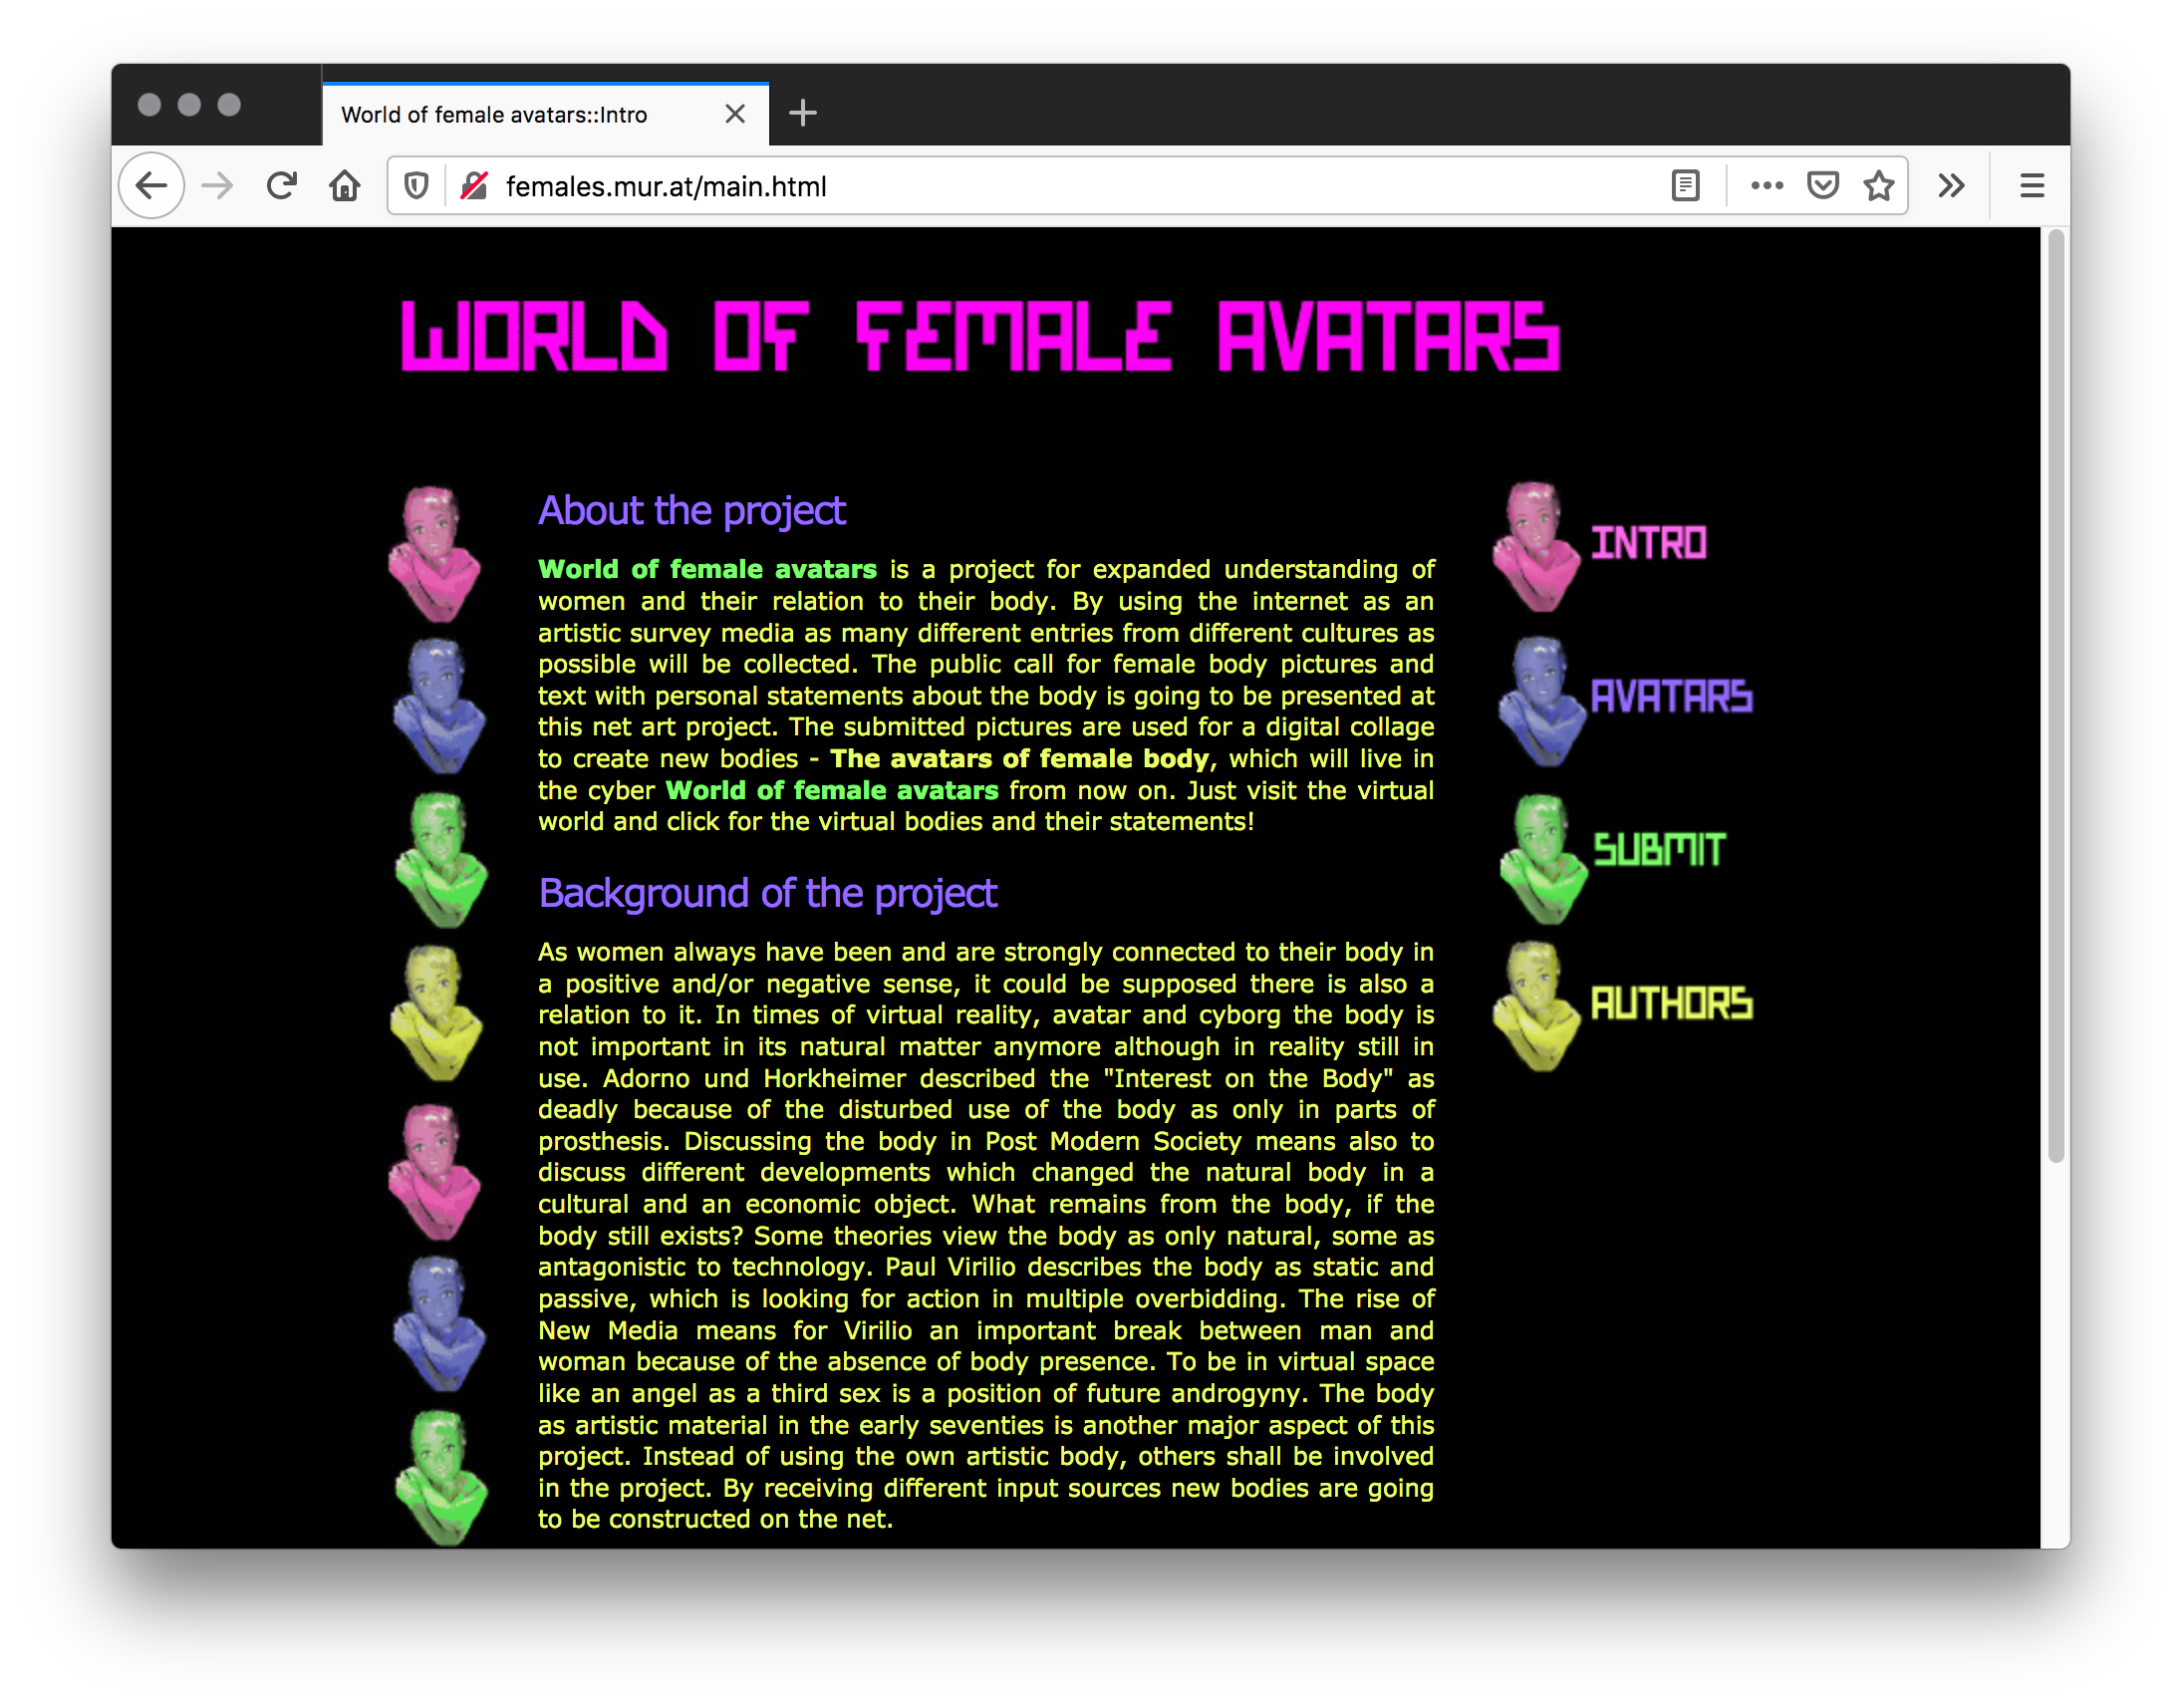 World of female avatars::Intro
females.mur.at/main.html
WORLD OF FEMALE AVATARS
About the project
World of female avatars is a project for expanded understanding of
women and their relation to their body. By using the internet as an
artistic survey media as many different entries from different cultures as
possible will be collected. The public call for female body pictures and
text with personal statements about the body is going to be presented at
this net art project. The submitted pictures are used for a digital collage
to create new bodies - The avatars of female body, which will live in
the cyber World of female avatars from now on. Just visit the virtual
world and click for the virtual bodies and their statements!
Background of the project
As women always have been and are strongly connected to their body in
a positive and/or negative sense, it could be supposed there is also a
relation to it. In times of virtual reality, avatar and cyborg the body is
not important in its natural matter anymore although in reality still in
use. Adorno und Horkheimer described the "Interest on the Body" as
deadly because of the disturbed use of the body as only in parts of
prosthesis. Discussing the body in Post Modern Society means also to
discuss different developments which changed the natural body in a
cultural and an economic object. What remains from the body, if the
body still exists? Some theories view the body as only natural, some as
antagonistic to technology. Paul Virilio describes the body as static and
passive, which is looking for action in multiple overbidding. The rise of
New Media means for Virilio an important break between man and
woman because of the absence of body presence. To be in virtual space
like an angel as a third sex is a position of future androgyny. The body
as artistic material in the early seventies is another major aspect of this
project. Instead of using the own artistic body, others shall be involved
in the project. By receiving different input sources new bodies are going
to be constructed on the net.
INTRO
AVATARS
SUBMIT
AUTHORS